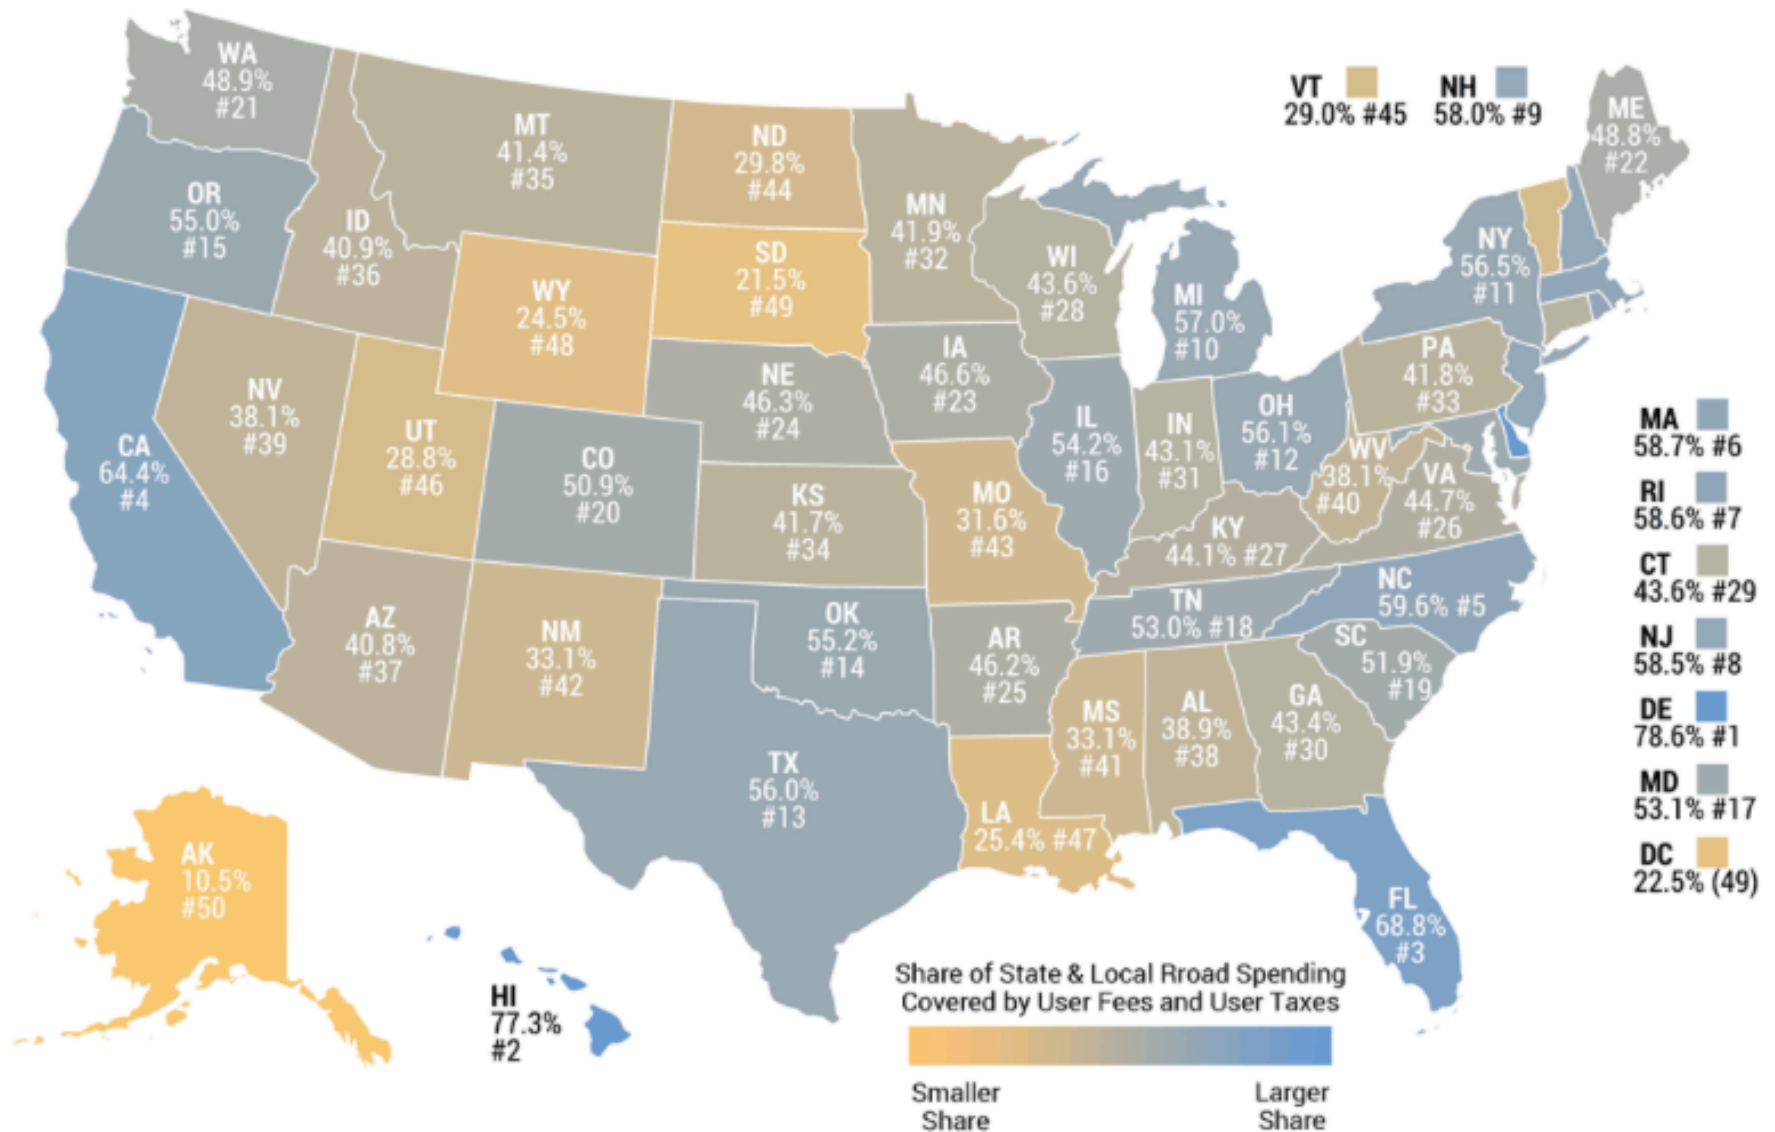 WA
48.9%
#21
MT
41.4%
#35
ND
29.8%
#44
VT
29.0% #45
NH
58.0% #9
ME
48.8%
#22
OR
55.0%
#15
ID
40.9%
#36
MN
41.9%
#32
WI
43.6%
#28
SD
21.5%
#49
WY
24.5%
#48
MI
57.0%
#10
NY
56.5%
#11
NV
38.1%
#39
UT
28.8%
#46
CA
64.4%
#4
CO
50.9%
#20
NE
46.3%
#24
IA
46.6%
#23
IL
54.2%
#16
IN
43.1%
#31
OH
56.1%
#12
PA
41.8%
#33
WV
38.1%
#40
VA
44.7%
#26
KS
41.7%
#34
MO
31.6%
#43
KY
44.1% #27
NC
59.6% #5
TN
53.0% #18
SC
51.9%
#19
AZ
40.8%
#37
NM
33.1%
#42
OK
55.2%
#14
AR
46.2%
#25
MS
33.1%
#41
AL
38.9%
#38
GA
43.4%
#30
TX
56.0%
#13
LA
25.4% #47
FL
68.8%
#3
AK
10.5%
#50
HI
77.3%
#2
MA
58.7% #6
RI
58.6% #7
CT
43.6% #29
NJ
58.5% #8
DE
78.6% #1
MD
53.1% #17
DC
22.5% (49)
Share of State & Local Rroad Spending
Covered by User Fees and User Taxes
Smaller
Share
Larger
Share